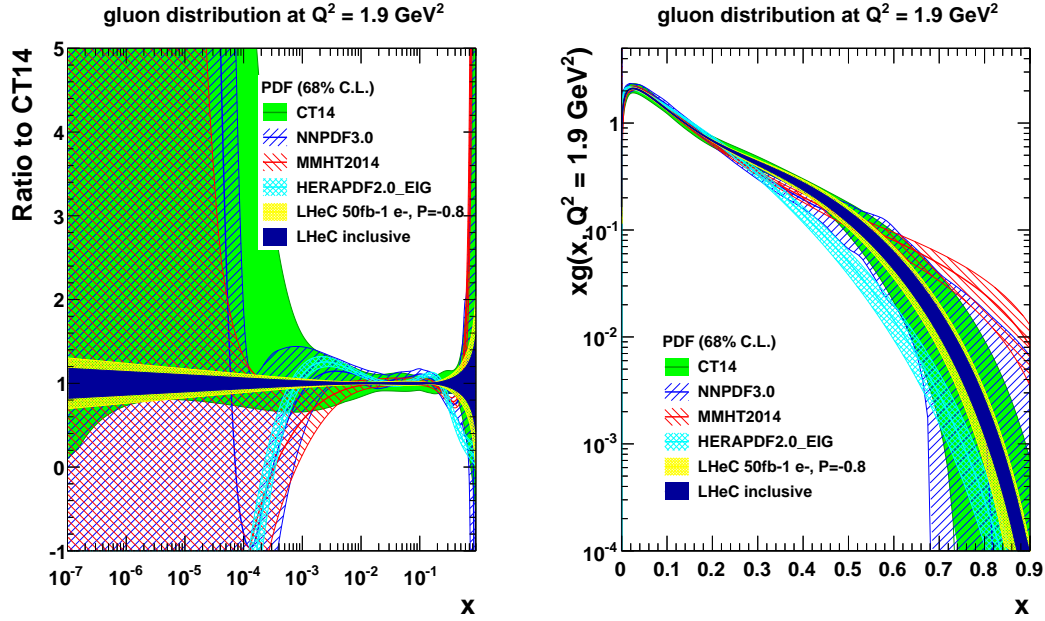 gluon distribution at Q² = 1.9 GeV²
Ratio to CT14
5
4
3
2
1
0
-1
PDF (68% C.L.)
CT14
NNPDF3.0
MMHT2014
HERAPDF2.0_EIG
LHeC 50fb-1 e-, P=-0.8
LHeC inclusive
10⁻⁷
10⁻⁶
10⁻⁵
10⁻⁴
10⁻³
10⁻²
10⁻¹
x
gluon distribution at Q² = 1.9 GeV²
xg(x, Q² = 1.9 GeV²)
1
10⁻¹
10⁻²
10⁻³
10⁻⁴
PDF (68% C.L.)
CT14
NNPDF3.0
MMHT2014
HERAPDF2.0_EIG
LHeC 50fb-1 e-, P=-0.8
LHeC inclusive
0
0.1
0.2
0.3
0.4
0.5
0.6
0.7
0.8
0.9
x